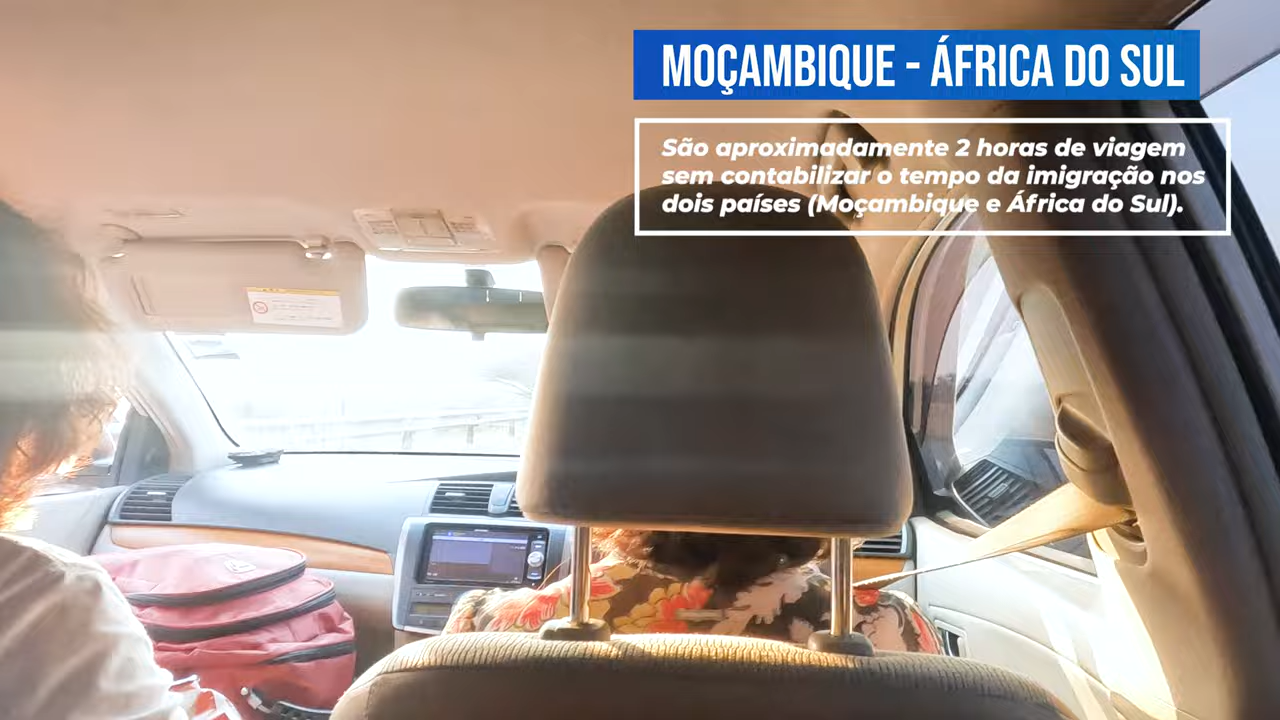 MOÇAMBIQUE - ÁFRICA DO SUL
São aproximadamente 2 horas de viagem
sem contabilizar o tempo da imigração nos
dois países (Moçambique e África do Sul).